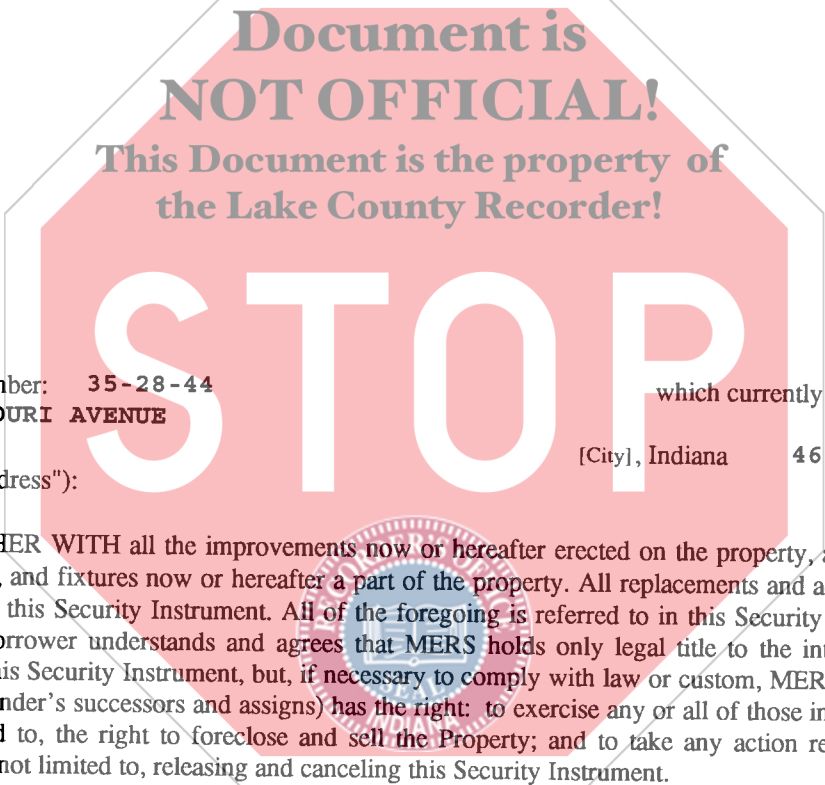 Document is
NOT OFFICIAL!
This Document is the property of
the Lake County Recorder!
STOP
nber: 35-28-44 which currently
OURI AVENUE
[City], Indiana 46
dress"):
HER WITH all the improvements now or hereafter erected on the property,
, and fixtures now or hereafter a part of the property. All replacements and a
this Security Instrument. All of the foregoing is referred to in this Security
orrower understands and agrees that MERS holds only legal title to the in
his Security Instrument, but, if necessary to comply with law or custom, MER
nder's successors and assigns) has the right: to exercise any or all of those in
d to, the right to foreclose and sell the Property; and to take any action re
not limited to, releasing and canceling this Security Instrument.
SEAL
INDIANA